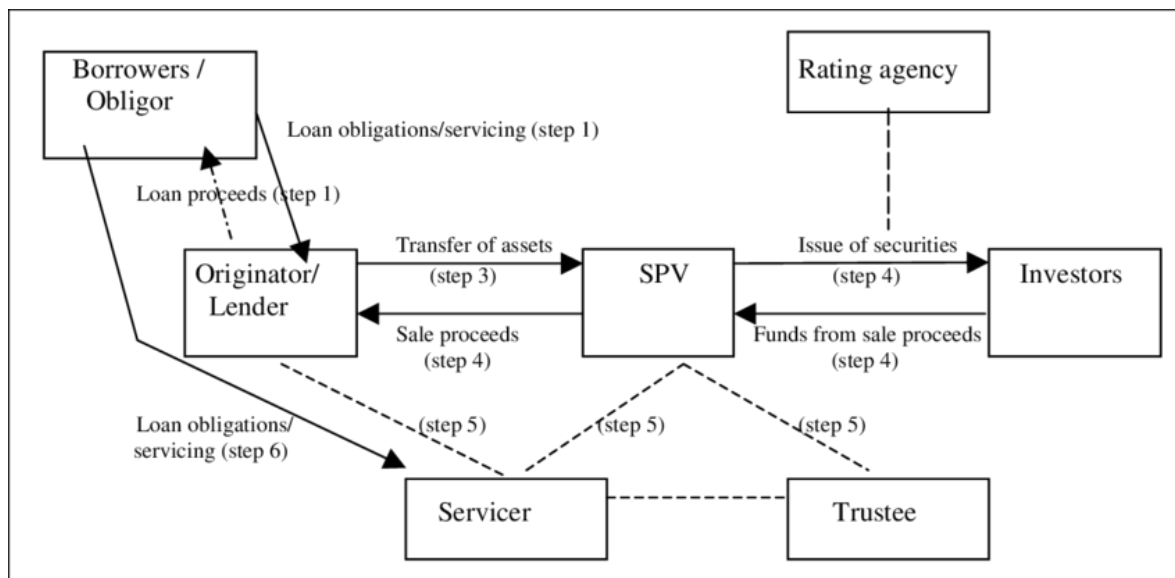 Borrowers /
Obligor
Rating agency
Loan obligations/servicing (step 1)
Loan proceeds (step 1)
Originator/
Lender
Transfer of assets
(step 3)
Sale proceeds
(step 4)
SPV
Issue of securities
(step 4)
Funds from sale proceeds
(step 4)
Investors
Loan obligations/
servicing (step 6)
(step 5)
(step 5)
(step 5)
Servicer
Trustee